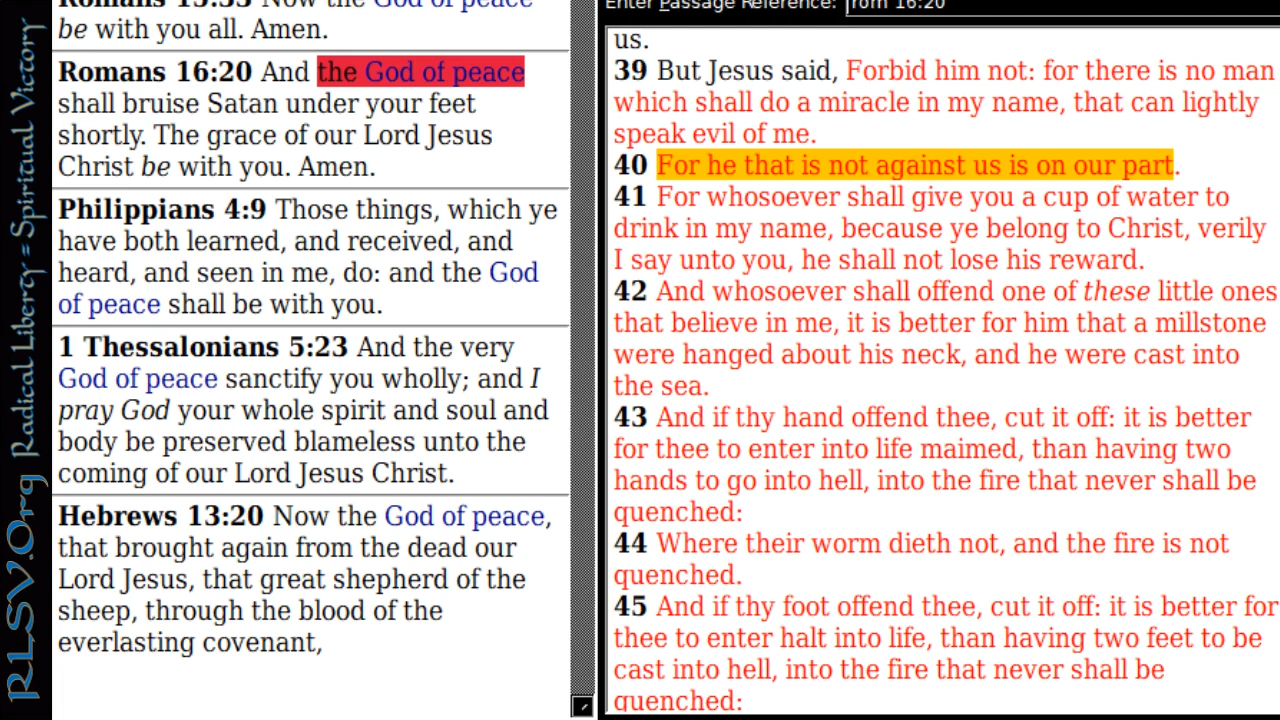 RLSV.Org Radical Liberty = Spiritual Victory
Romans 15:33 Now the God of peace
be with you all. Amen.
Romans 16:20 And the God of peace
shall bruise Satan under your feet
shortly. The grace of our Lord Jesus
Christ be with you. Amen.
Philippians 4:9 Those things, which ye
have both learned, and received, and
heard, and seen in me, do: and the God
of peace shall be with you.
1 Thessalonians 5:23 And the very
God of peace sanctify you wholly; and I
pray God your whole spirit and soul and
body be preserved blameless unto the
coming of our Lord Jesus Christ.
Hebrews 13:20 Now the God of peace,
that brought again from the dead our
Lord Jesus, that great shepherd of the
sheep, through the blood of the
everlasting covenant,
Enter Passage Reference: rom 16:20
us.
39 But Jesus said, Forbid him not: for there is no man
which shall do a miracle in my name, that can lightly
speak evil of me.
40 For he that is not against us is on our part.
41 For whosoever shall give you a cup of water to
drink in my name, because ye belong to Christ, verily
I say unto you, he shall not lose his reward.
42 And whosoever shall offend one of these little ones
that believe in me, it is better for him that a millstone
were hanged about his neck, and he were cast into
the sea.
43 And if thy hand offend thee, cut it off: it is better
for thee to enter into life maimed, than having two
hands to go into hell, into the fire that never shall be
quenched:
44 Where their worm dieth not, and the fire is not
quenched.
45 And if thy foot offend thee, cut it off: it is better for
thee to enter halt into life, than having two feet to be
cast into hell, into the fire that never shall be
quenched: